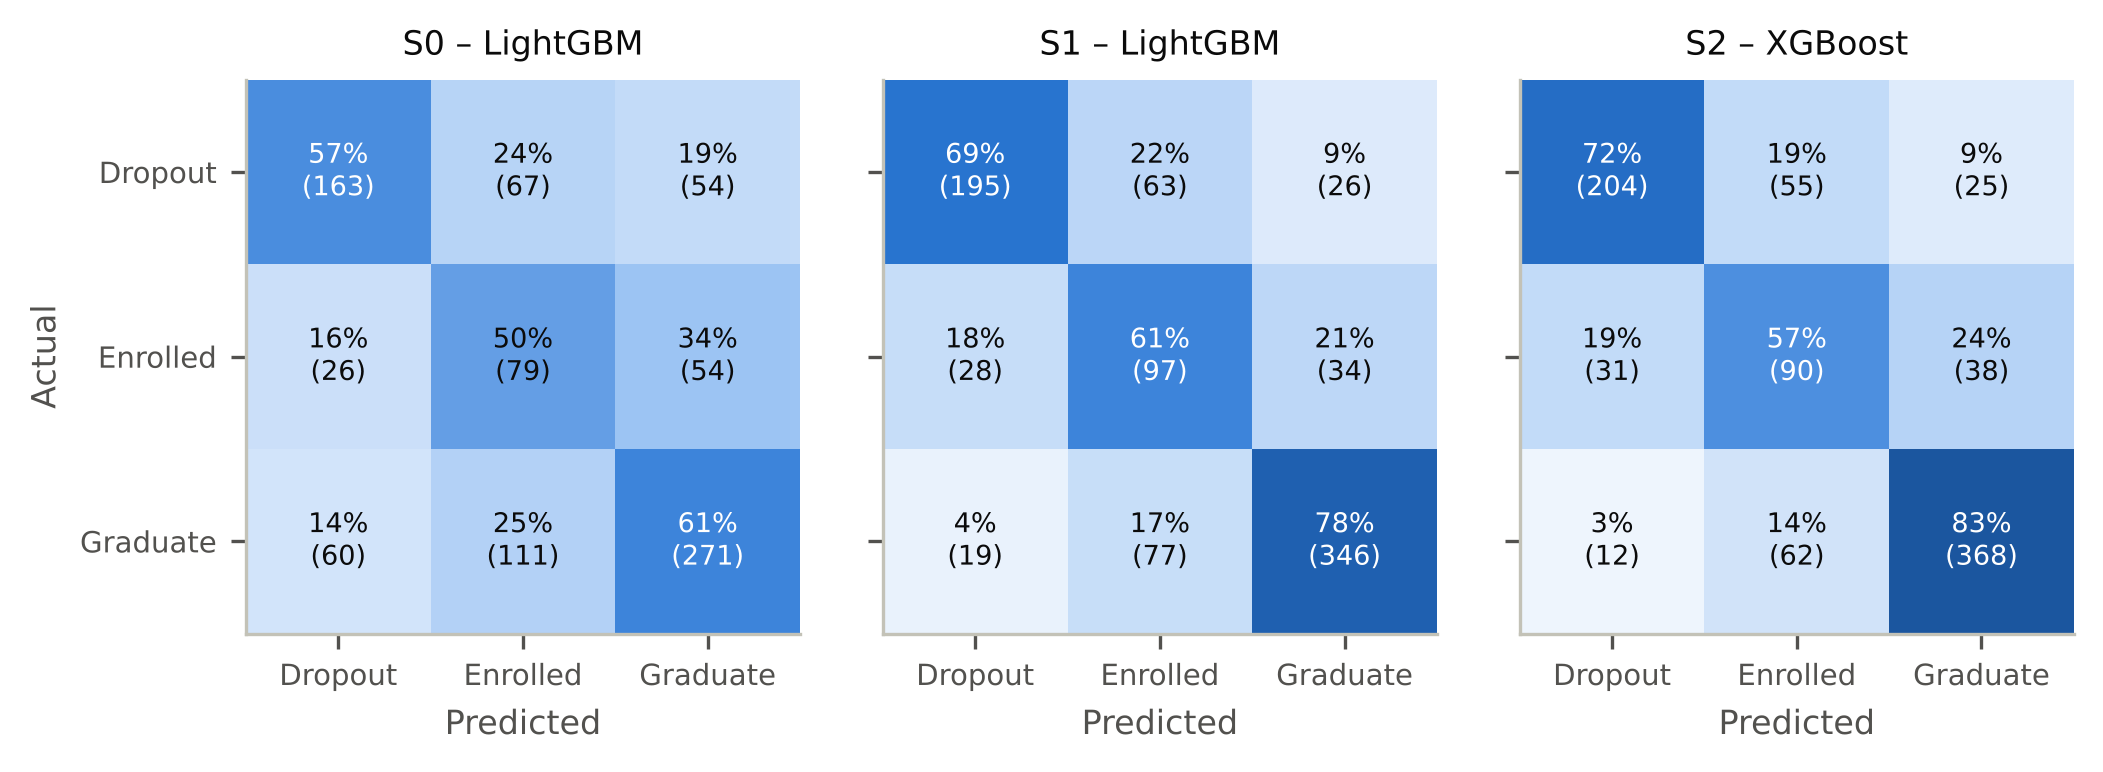 S0 – LightGBM
S1 – LightGBM
S2 – XGBoost
Actual
Dropout
57%
(163)
24%
(67)
19%
(54)
69%
(195)
22%
(63)
9%
(26)
72%
(204)
19%
(55)
9%
(25)
Enrolled
16%
(26)
50%
(79)
34%
(54)
18%
(28)
61%
(97)
21%
(34)
19%
(31)
57%
(90)
24%
(38)
Graduate
14%
(60)
25%
(111)
61%
(271)
4%
(19)
17%
(77)
78%
(346)
3%
(12)
14%
(62)
83%
(368)
Dropout
Enrolled
Graduate
Dropout
Enrolled
Graduate
Dropout
Enrolled
Graduate
Predicted
Predicted
Predicted